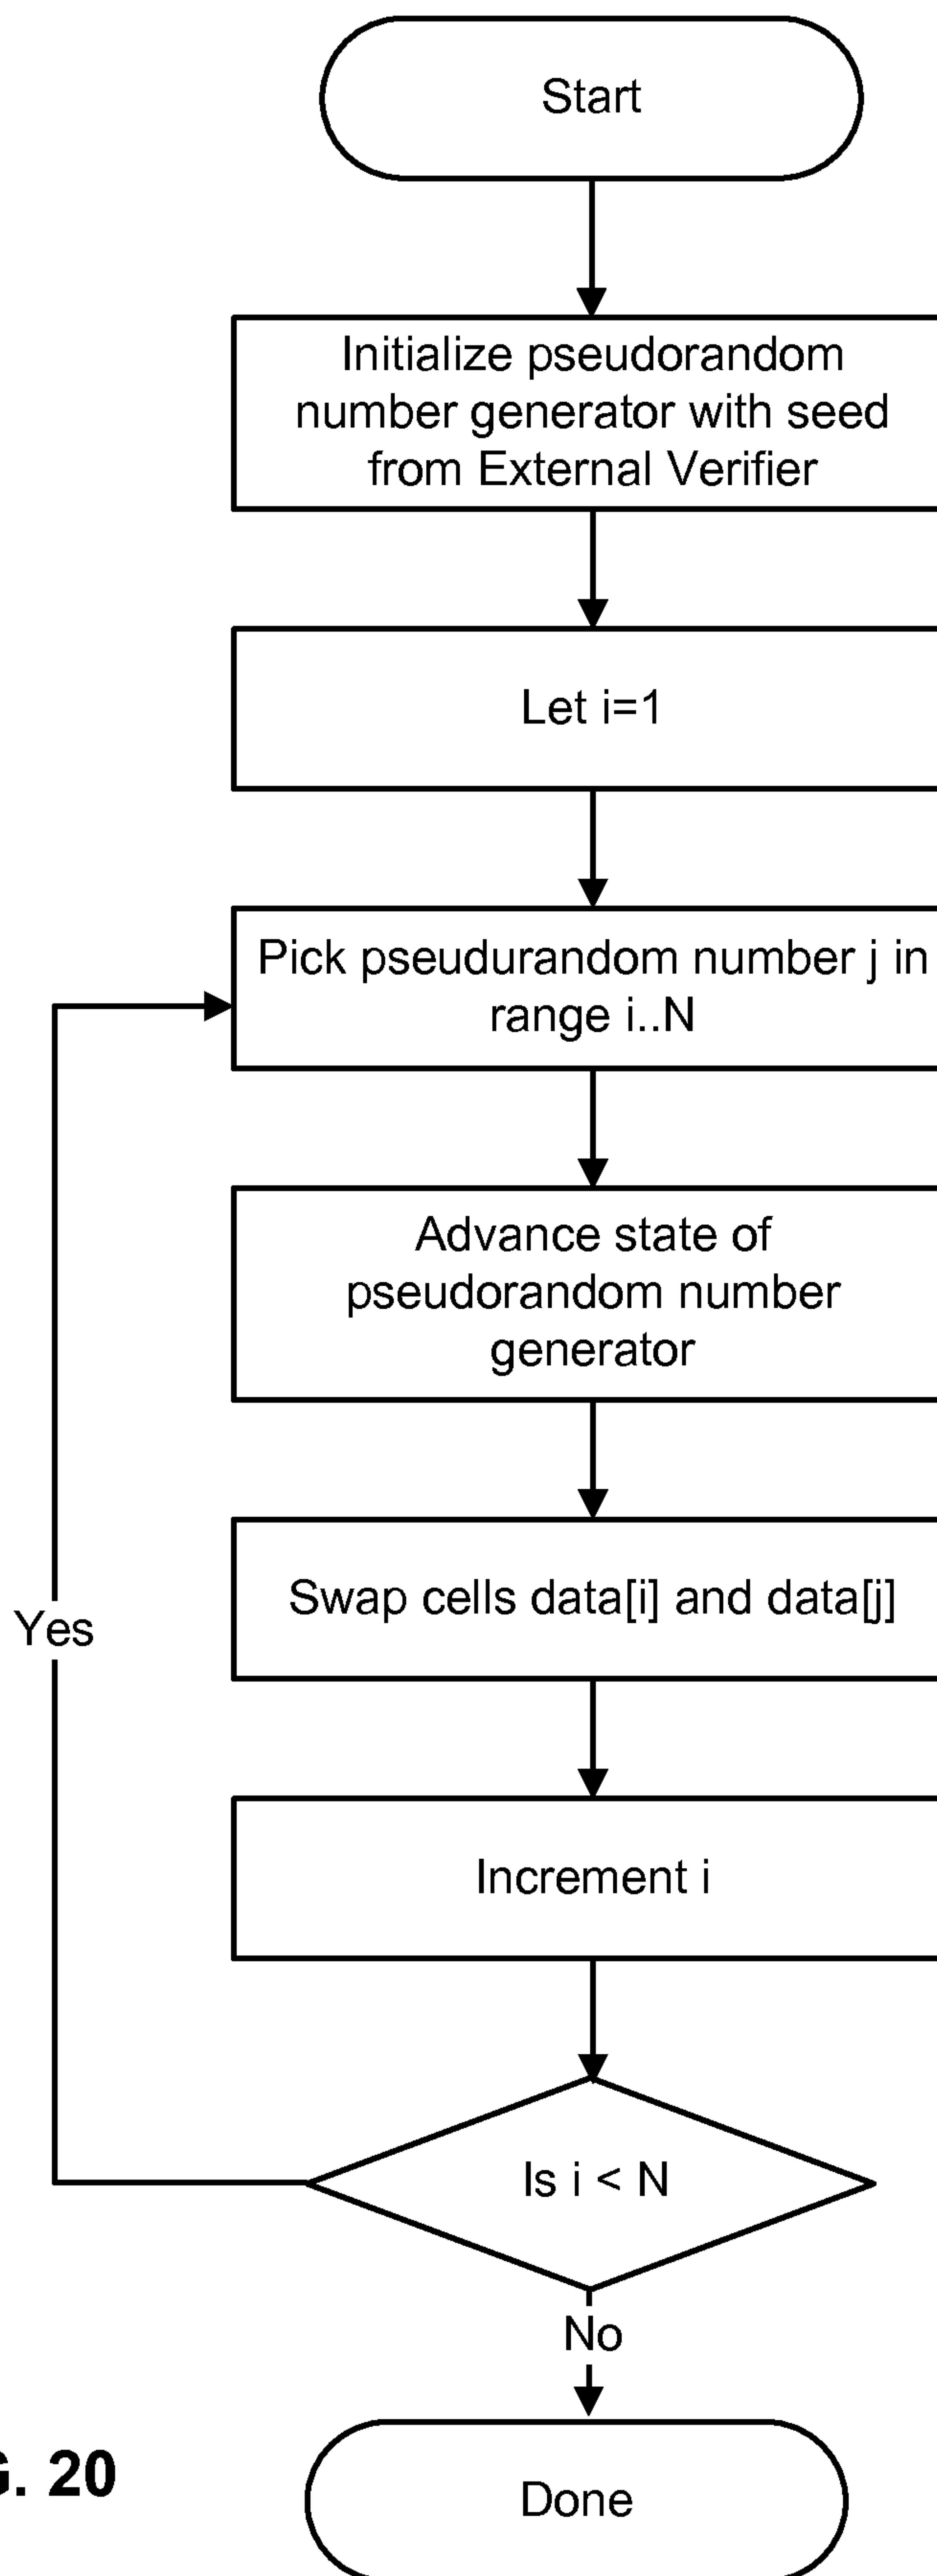 Start
Initialize pseudorandom
number generator with seed
from External Verifier
Let i=1
Pick pseudurandom number j in
range i..N
Advance state of
pseudorandom number
generator
Swap cells data[i] and data[j]
Yes
Increment i
Is i < N
No
G. 20
Done